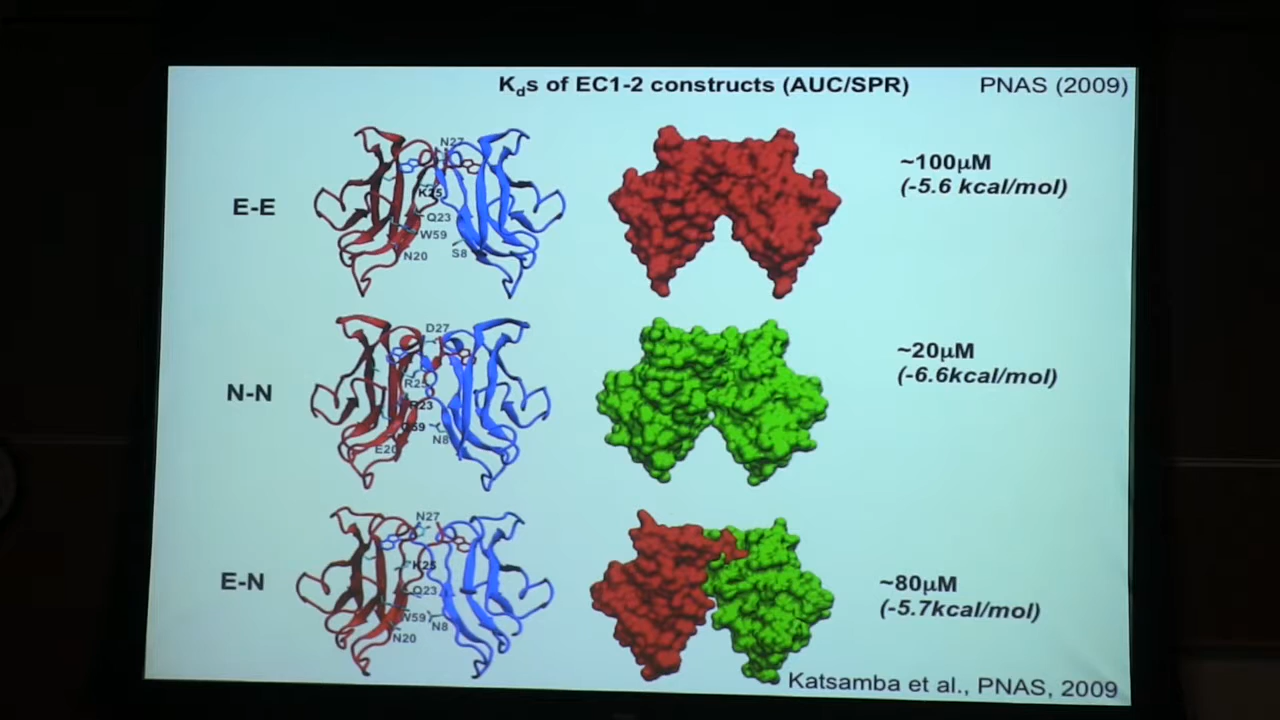 K_ds of EC1-2 constructs (AUC/SPR)
PNAS (2009)
E-E
N27
K25
Q23
W59
N20
S8
~100μM
(-5.6 kcal/mol)
N-N
D27
R25
R23
N8
E20
~20μM
(-6.6kcal/mol)
E-N
N27
K25
Q23
W59
N8
N20
~80μM
(-5.7kcal/mol)
Katsamba et al., PNAS, 2009